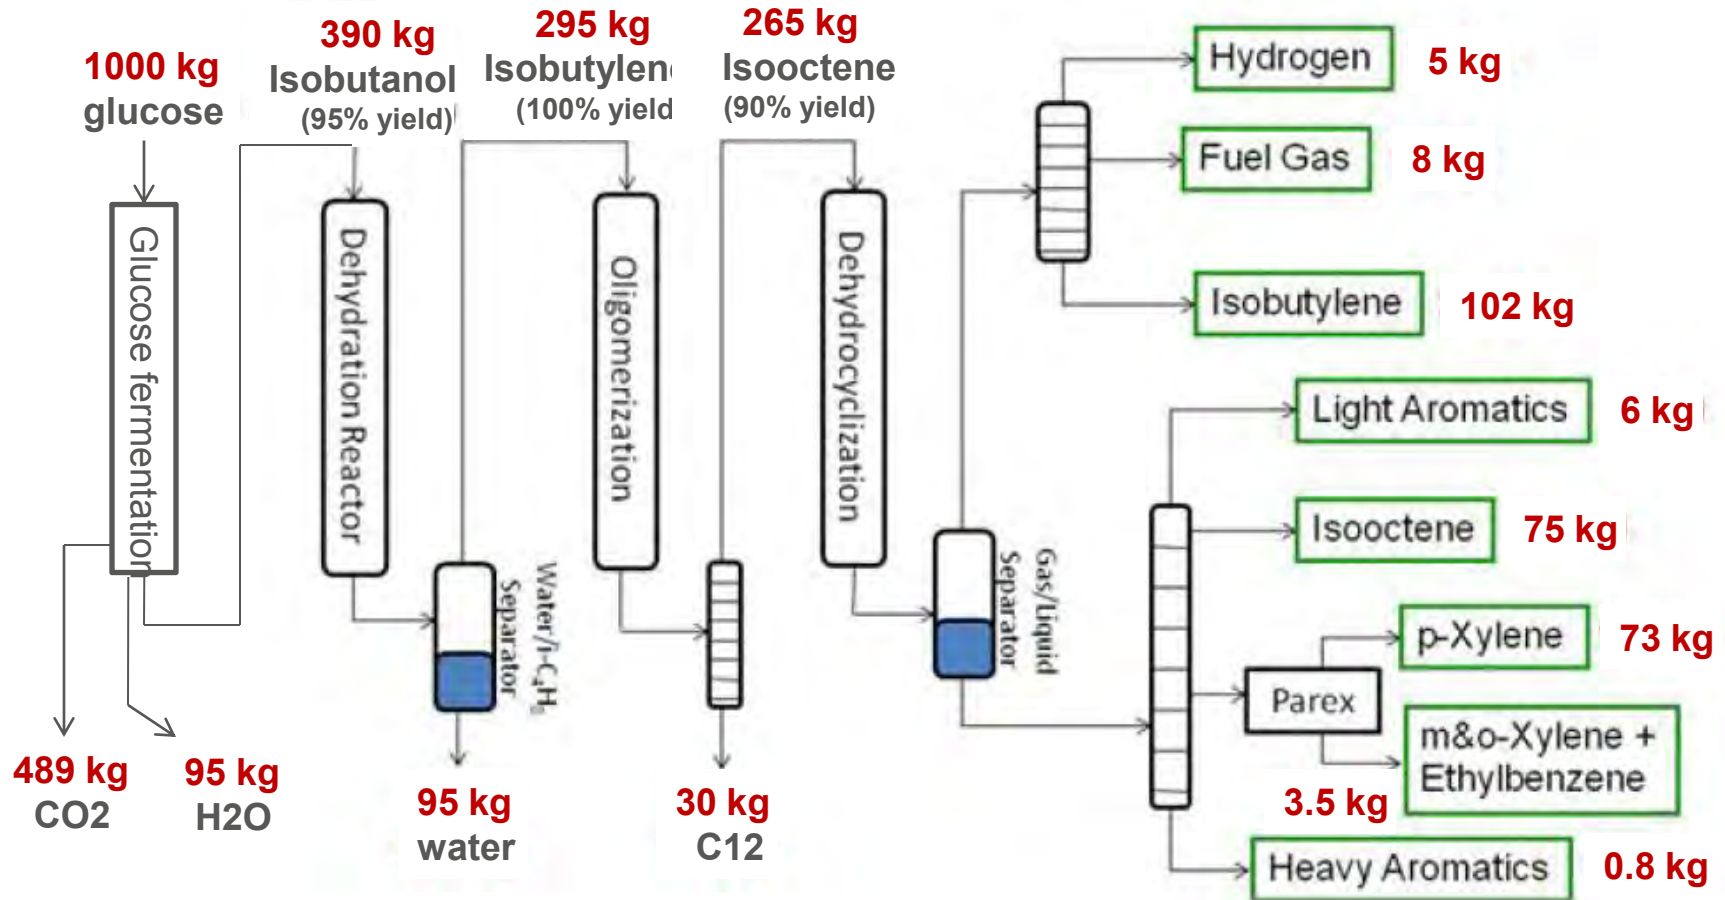 1000 kg
glucose
390 kg
Isobutanol
(95% yield)
295 kg
Isobutylen
(100% yield
265 kg
Isooctene
(90% yield)
Glucose fermentation
489 kg
CO2
95 kg
H2O
Dehydration Reactor
Water/i-C4H8
Separator
95 kg
water
Oligomerization
30 kg
C12
Dehydrocyclization
Gas/Liquid
Separator
Hydrogen
5 kg
Fuel Gas
8 kg
Isobutylene
102 kg
Light Aromatics
6 kg
Isooctene
75 kg
p-Xylene
73 kg
Parex
m&o-Xylene +
Ethylbenzene
3.5 kg
Heavy Aromatics
0.8 kg